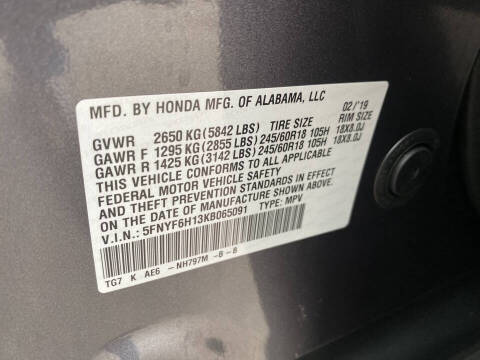 MFD. BY HONDA MFG. OF ALABAMA, LLC 02/'19
GVWR 2650 KG(5842 LBS) TIRE SIZE RIM SIZE
GAWR F 1295 KG(2855 LBS)245/60R18 105H 18X8.0J
GAWR R 1425 KG(3142 LBS)245/60R18 105H 18X8.0J
THIS VEHICLE CONFORMS TO ALL APPLICABLE
FEDERAL MOTOR VEHICLE SAFETY
AND THEFT PREVENTION STANDARDS IN EFFECT
ON THE DATE OF MANUFACTURE SHOWN ABOVE.
V.I.N.: 5FNYF6H13KB065091 TYPE: MPV
TG7 K AE6 -NH797M -B-B